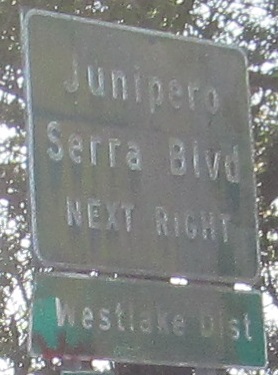 Junipero
Serra Blvd
NEXT RIGHT
Westlake Dist